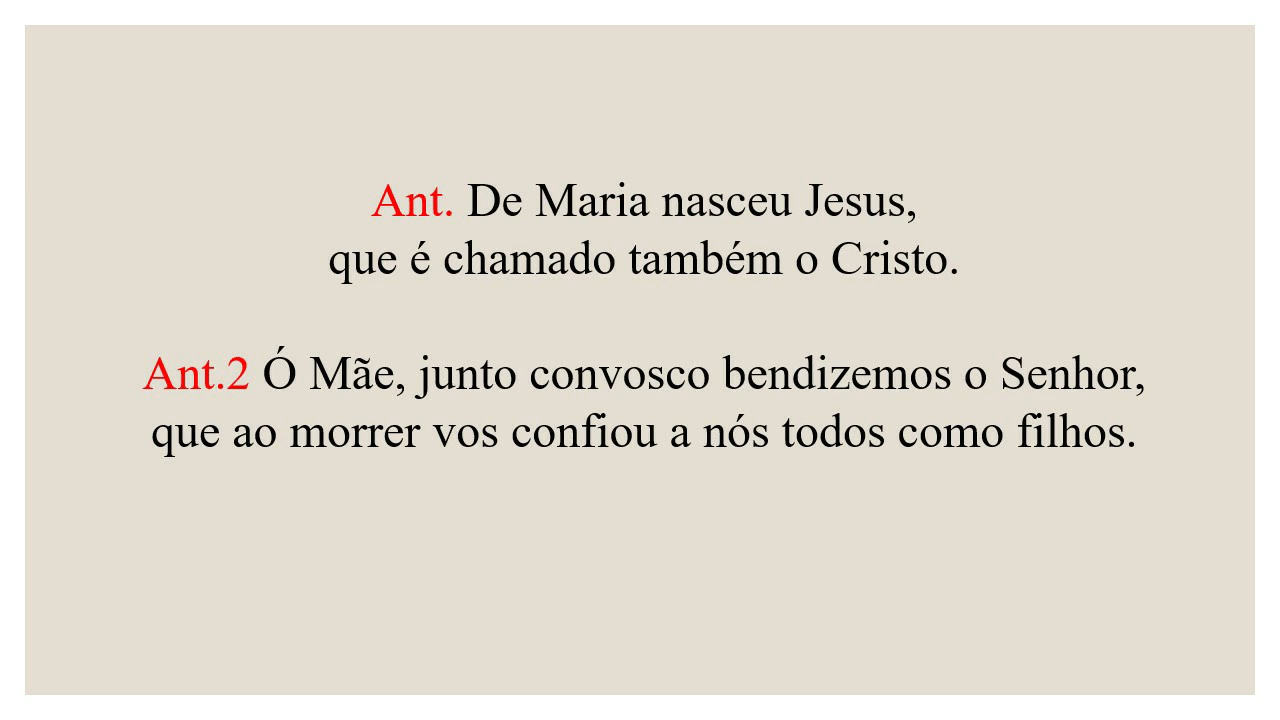 Ant. De Maria nasceu Jesus,
que é chamado também o Cristo.
Ant.2 Ó Mãe, junto convosco bendizemos o Senhor,
que ao morrer vos confiou a nós todos como filhos.